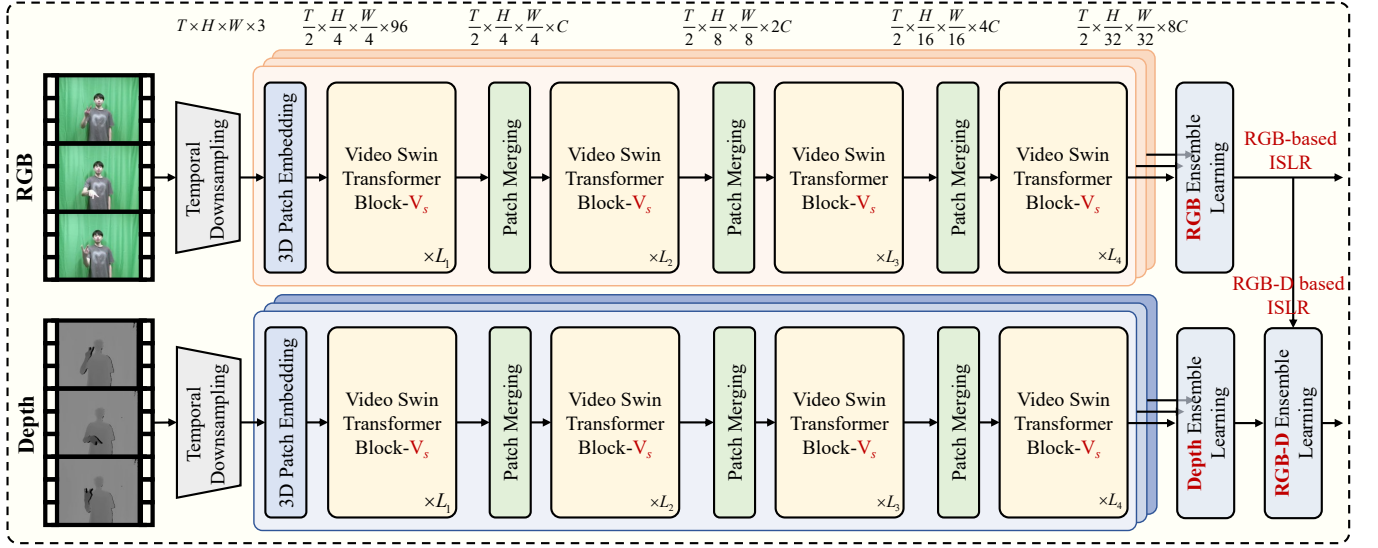 T×H×W×3
T/2×H/4×W/4×96
T/2×H/4×W/4×C
T/2×H/8×W/8×2C
T/2×H/16×W/16×4C
T/2×H/32×W/32×8C
RGB
Temporal
Downsampling
3D Patch Embedding
Video Swin
Transformer
Block-Vₛ
×L₁
Patch Merging
Video Swin
Transformer
Block-Vₛ
×L₂
Patch Merging
Video Swin
Transformer
Block-Vₛ
×L₃
Patch Merging
Video Swin
Transformer
Block-Vₛ
×L₄
RGB Ensemble
Learning
RGB-based
ISLR
RGB-D based
ISLR
Depth
Temporal
Downsampling
3D Patch Embedding
Video Swin
Transformer
Block-Vₛ
×L₁
Patch Merging
Video Swin
Transformer
Block-Vₛ
×L₂
Patch Merging
Video Swin
Transformer
Block-Vₛ
×L₃
Patch Merging
Video Swin
Transformer
Block-Vₛ
×L₄
Depth Ensemble
Learning
RGB-D Ensemble
Learning